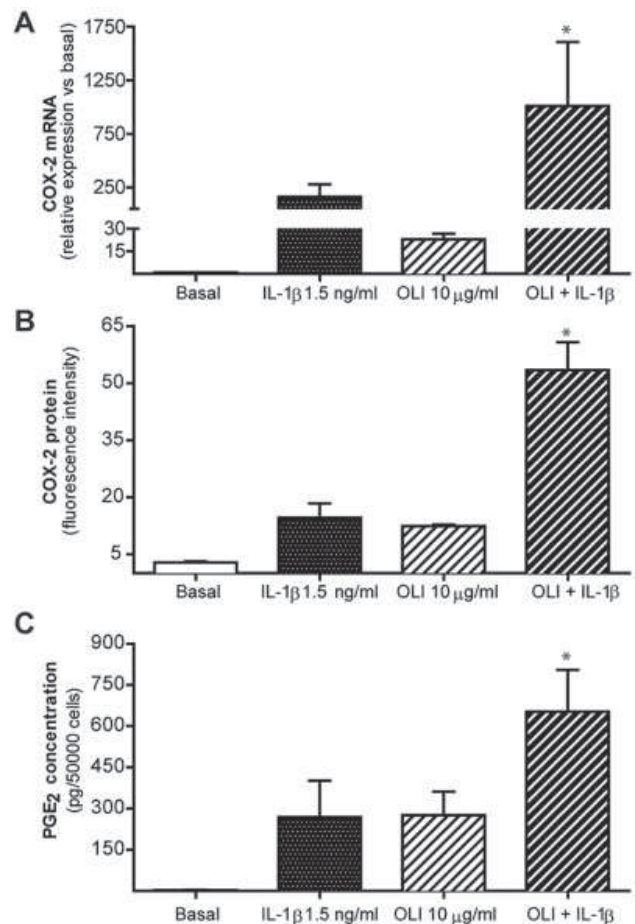 A
COX-2 mRNA
(relative expression vs basal)
1750
1250
750
250
30
15
*
Basal
IL-1β 1.5 ng/ml
OLI 10 µg/ml
OLI + IL-1β
B
COX-2 protein
(fluorescence intensity)
65
50
35
20
5
*
Basal
IL-1β 1.5 ng/ml
OLI 10 µg/ml
OLI + IL-1β
C
PGE₂ concentration
(pg/50000 cells)
900
750
600
450
300
150
*
Basal
IL-1β 1.5 ng/ml
OLI 10 µg/ml
OLI + IL-1β